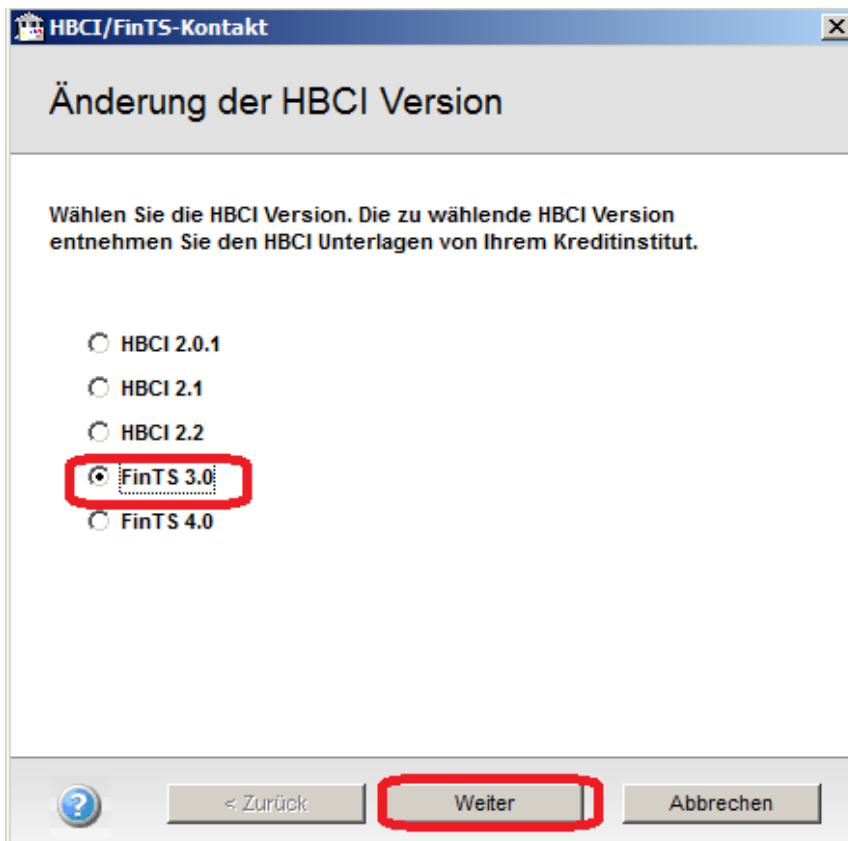 HBCI/FinTS-Kontakt
Änderung der HBCI Version
Wählen Sie die HBCI Version. Die zu wählende HBCI Version
entnehmen Sie den HBCI Unterlagen von Ihrem Kreditinstitut.
HBCI 2.0.1
HBCI 2.1
HBCI 2.2
FinTS 3.0
FinTS 4.0
< Zurück
Weiter
Abbrechen